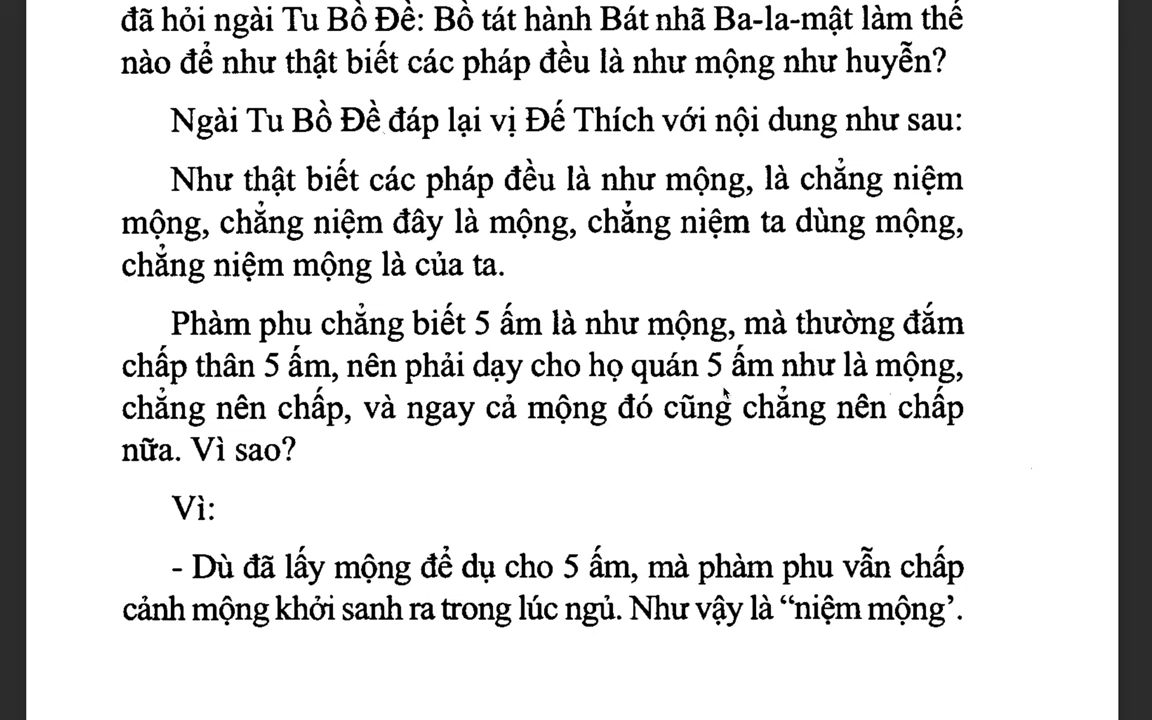 đã hỏi ngài Tu Bồ Đề: Bồ tát hành Bát nhã Ba-la-mật làm thế
nào để như thật biết các pháp đều là như mộng như huyễn?
Ngài Tu Bồ Đề đáp lại vị Đế Thích với nội dung như sau:
Như thật biết các pháp đều là như mộng, là chẳng niệm
mộng, chẳng niệm đây là mộng, chẳng niệm ta dùng mộng,
chẳng niệm mộng là của ta.
Phàm phu chẳng biết 5 ấm là như mộng, mà thường đắm
chấp thân 5 ấm, nên phải dạy cho họ quán 5 ấm như là mộng,
chẳng nên chấp, và ngay cả mộng đó cũng chẳng nên chấp
nữa. Vì sao?
Vì:
- Dù đã lấy mộng để dụ cho 5 ấm, mà phàm phu vẫn chấp
cảnh mộng khởi sanh ra trong lúc ngủ. Như vậy là “niệm mộng’.